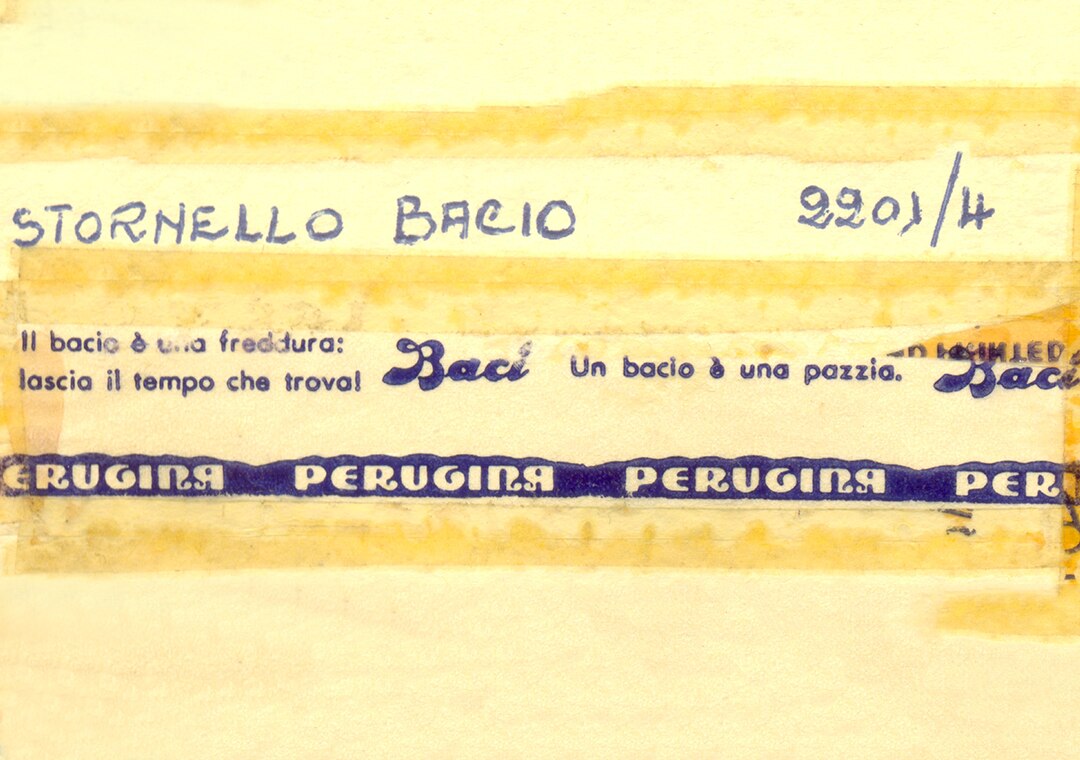 STORNELLO BACIO 2201/4
Il bacio è una freddura: Baci Un bacio è una pazzia. Baci
lascia il tempo che trova!
ERUGINA PERUGINA PERUGINA PER